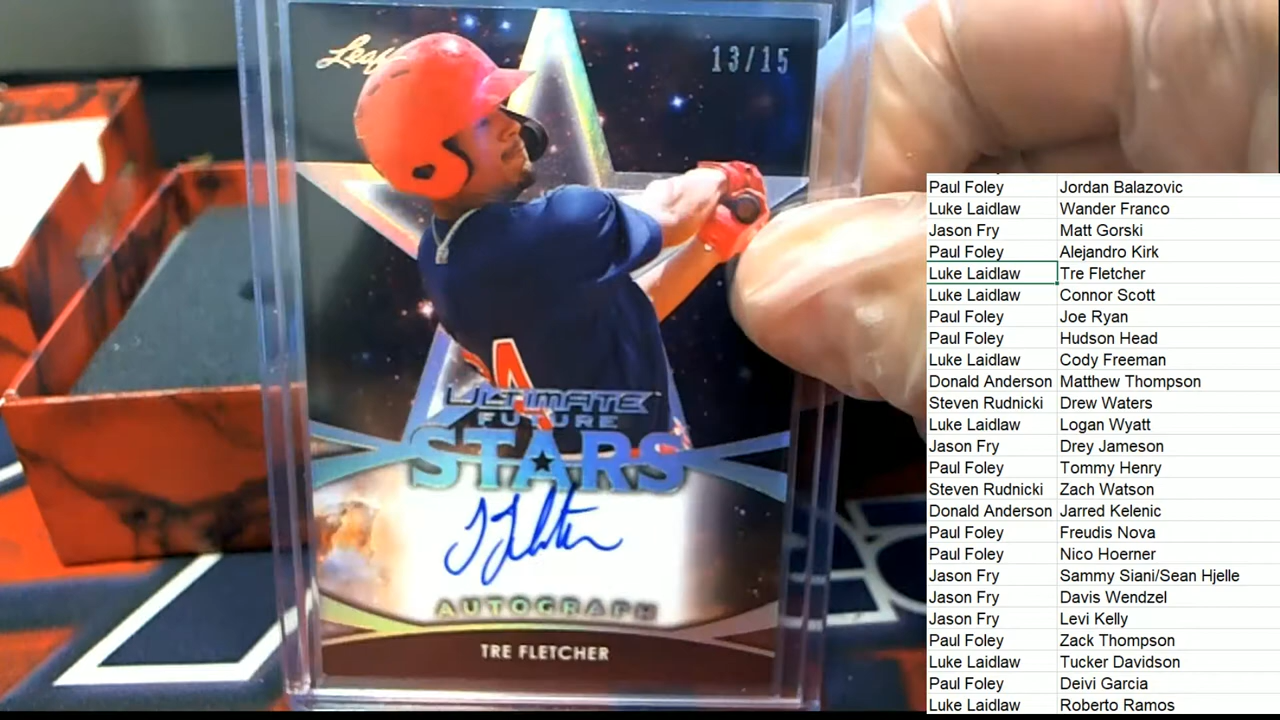 Leaf
13/15
4
ULTIMATE
FUTURE
STARS
AUTOGRAPH
TRE FLETCHER
Paul Foley Jordan Balazovic
Luke Laidlaw Wander Franco
Jason Fry Matt Gorski
Paul Foley Alejandro Kirk
Luke Laidlaw Tre Fletcher
Luke Laidlaw Connor Scott
Paul Foley Joe Ryan
Paul Foley Hudson Head
Luke Laidlaw Cody Freeman
Donald Anderson Matthew Thompson
Steven Rudnicki Drew Waters
Luke Laidlaw Logan Wyatt
Jason Fry Drey Jameson
Paul Foley Tommy Henry
Steven Rudnicki Zach Watson
Donald Anderson Jarred Kelenic
Paul Foley Freudis Nova
Paul Foley Nico Hoerner
Jason Fry Sammy Siani/Sean Hjelle
Jason Fry Davis Wendzel
Jason Fry Levi Kelly
Paul Foley Zack Thompson
Luke Laidlaw Tucker Davidson
Paul Foley Deivi Garcia
Luke Laidlaw Roberto Ramos